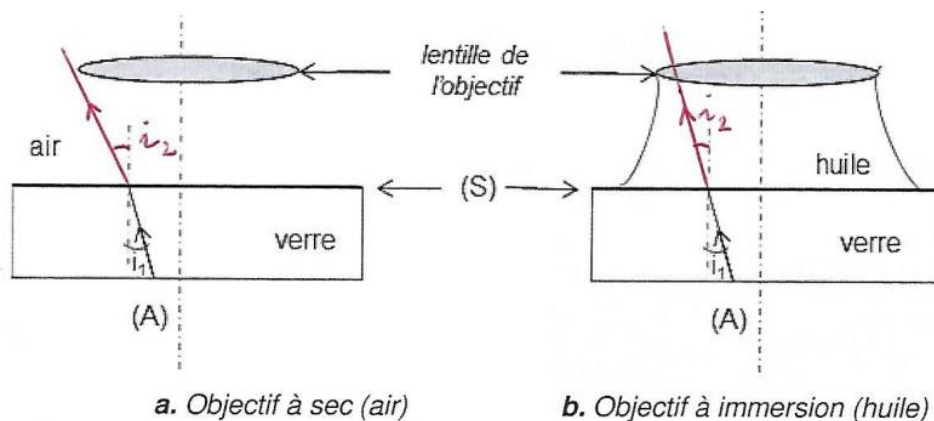 lentille de
l'objectif
air
i₂
(S)
verre
i₁
(A)
i₂
huile
verre
i₁
(A)
a. Objectif à sec (air)
b. Objectif à immersion (huile)